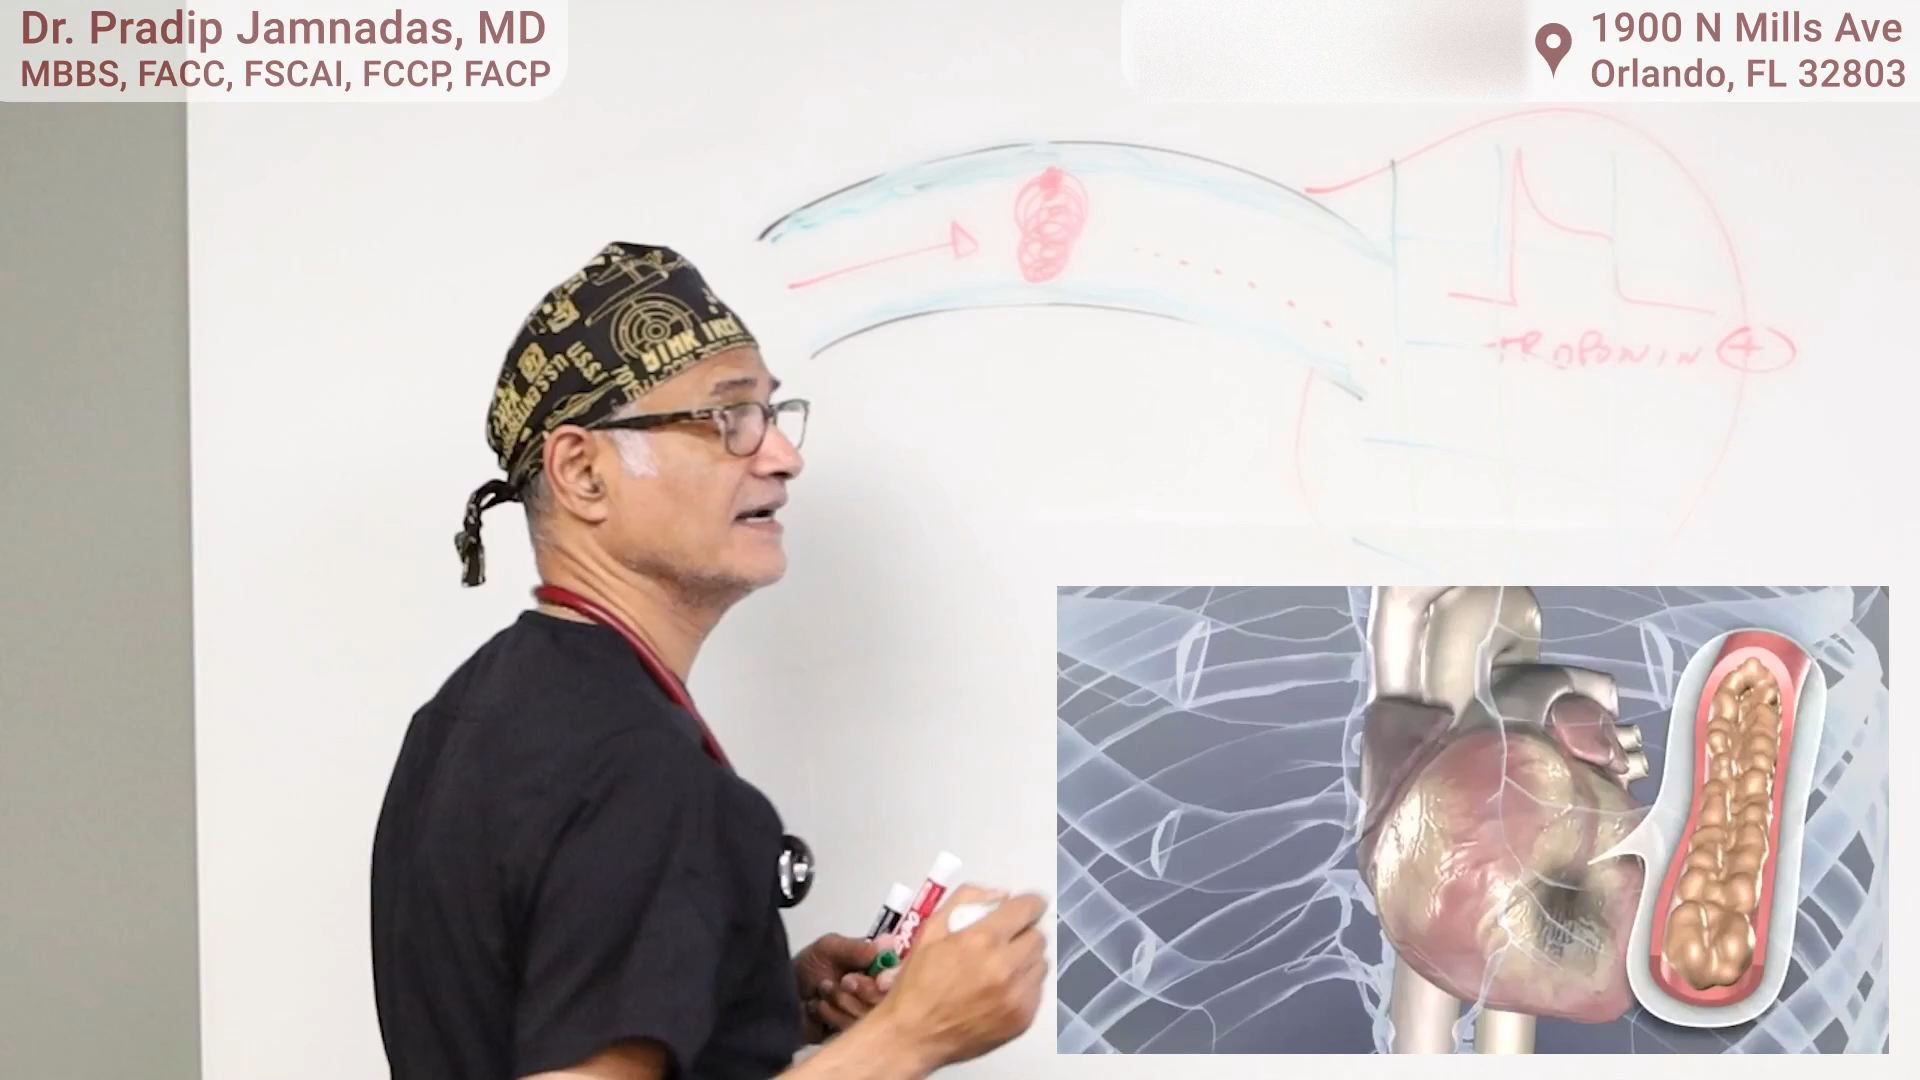 Dr. Pradip Jamnadas, MD
MBBS, FACC, FSCAI, FCCP, FACP
1900 N Mills Ave
Orlando, FL 32803
TROPONIN +